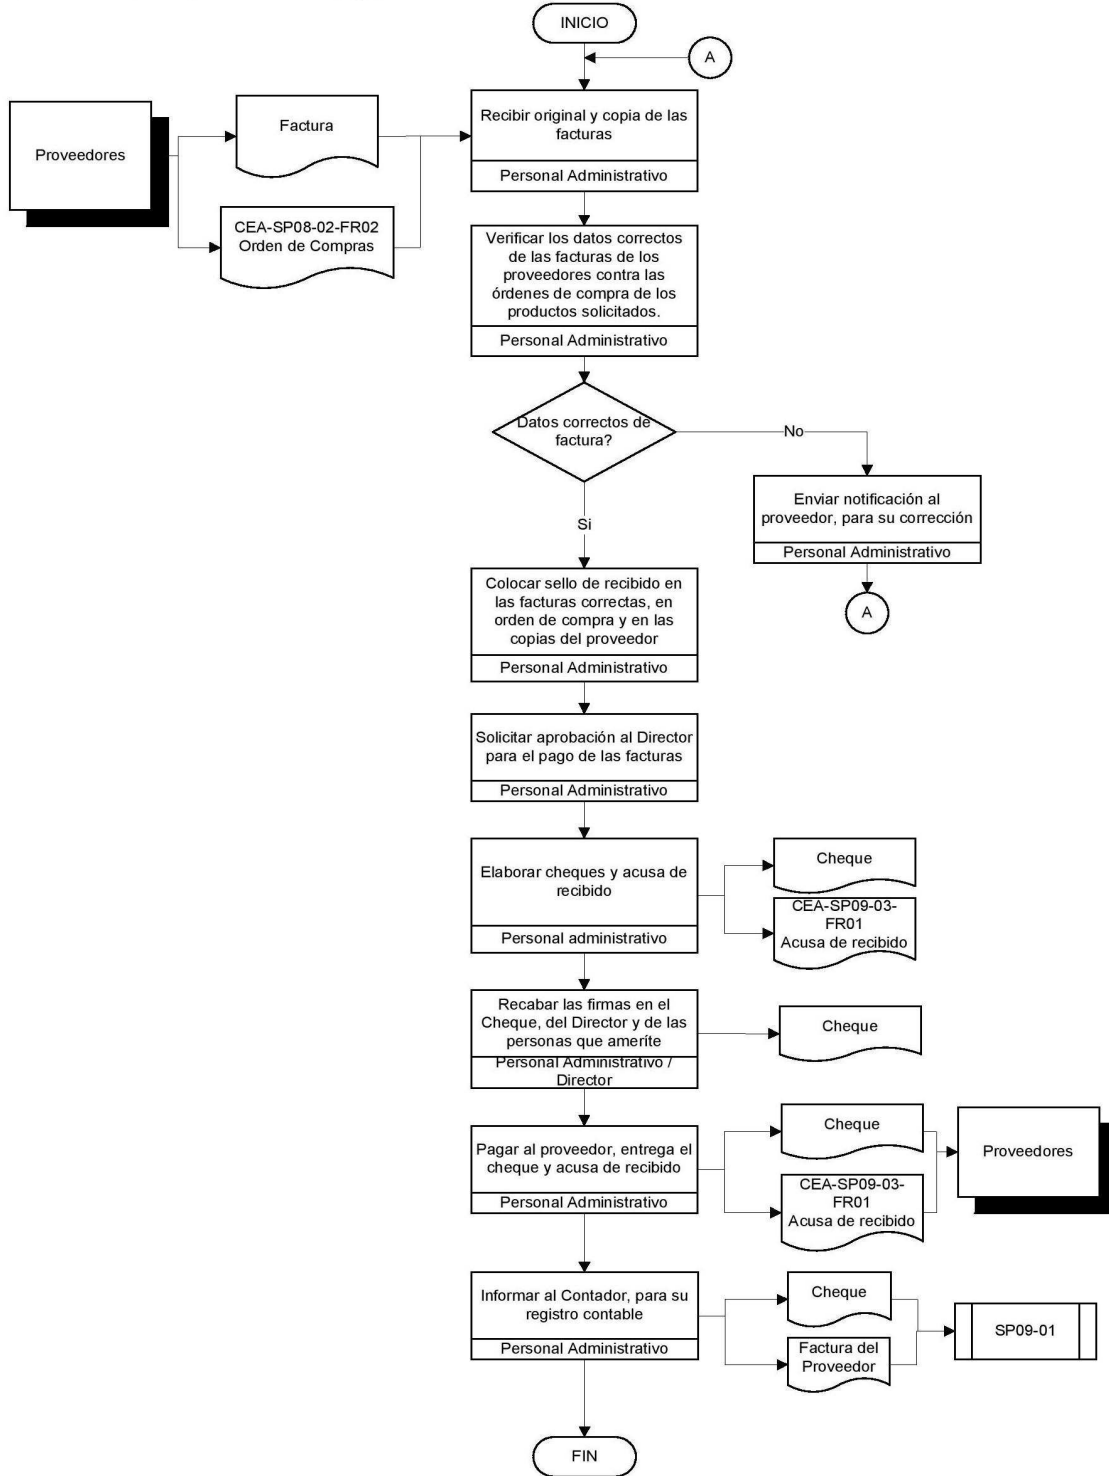 INICIO
A
Proveedores
Factura
CEA-SP08-02-FR02
Orden de Compras
Recibir original y copia de las
facturas
Personal Administrativo
Verificar los datos correctos
de las facturas de los
proveedores contra las
órdenes de compra de los
productos solicitados.
Personal Administrativo
Datos correctos de
factura?
No
Enviar notificación al
proveedor, para su corrección
Personal Administrativo
A
Si
Colocar sello de recibido en
las facturas correctas, en
orden de compra y en las
copias del proveedor
Personal Administrativo
Solicitar aprobación al Director
para el pago de las facturas
Personal Administrativo
Elaborar cheques y acusa de
recibido
Personal administrativo
Cheque
CEA-SP09-03-
FR01
Acusa de recibido
Recabar las firmas en el
Cheque, del Director y de las
personas que amerite
Personal Administrativo /
Director
Cheque
Pagar al proveedor, entrega el
cheque y acusa de recibido
Personal Administrativo
Cheque
CEA-SP09-03-
FR01
Acusa de recibido
Proveedores
Informar al Contador, para su
registro contable
Personal Administrativo
Cheque
Factura del
Proveedor
SP09-01
FIN